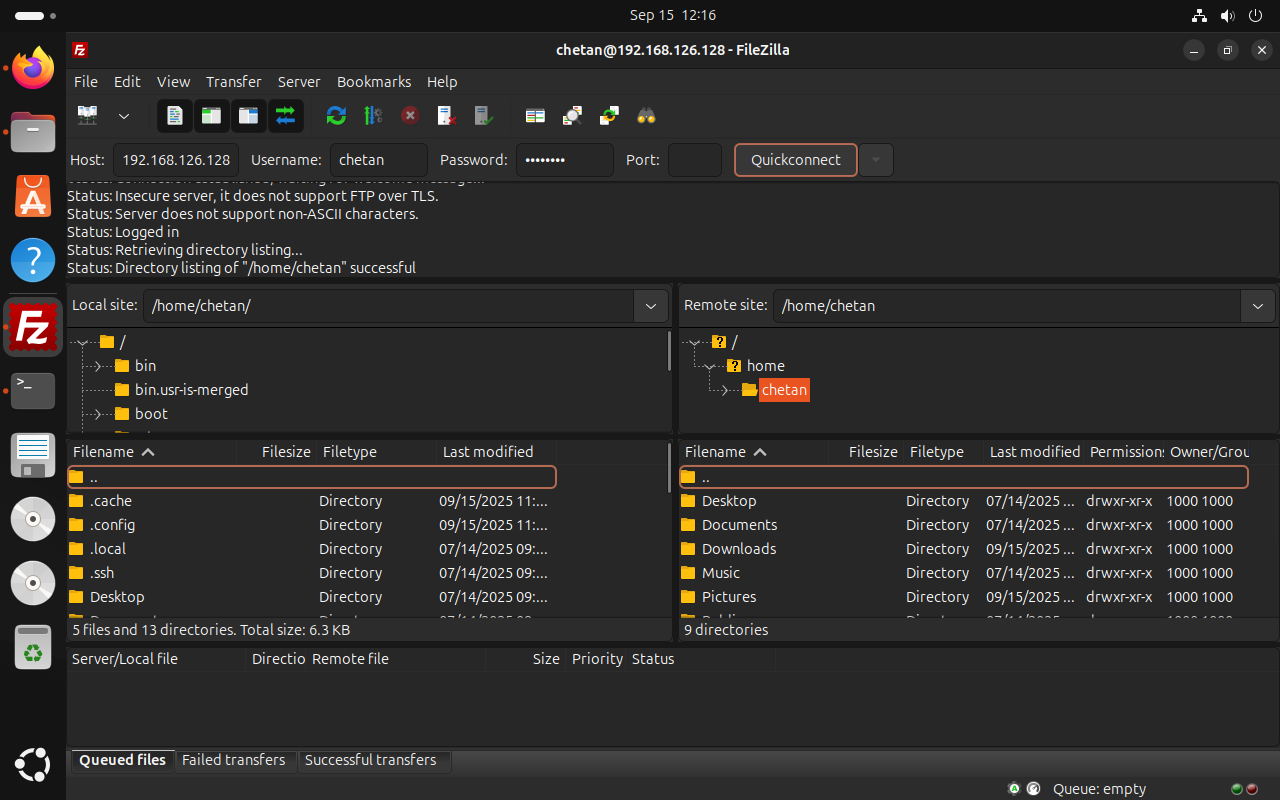 Sep 15 12:16
chetan@192.168.126.128 - FileZilla
File Edit View Transfer Server Bookmarks Help
Host: 192.168.126.128 Username: chetan Password: •••••••• Port: Quickconnect
Status: Connection established, waiting for welcome message...
Status: Insecure server, it does not support FTP over TLS.
Status: Server does not support non-ASCII characters.
Status: Logged in
Status: Retrieving directory listing...
Status: Directory listing of "/home/chetan" successful
Local site: /home/chetan/
/
bin
bin.usr-is-merged
boot
Remote site: /home/chetan
/
home
chetan
Filename Filesize Filetype Last modified
..
.cache Directory 09/15/2025 11:...
.config Directory 09/15/2025 11:...
.local Directory 07/14/2025 09:...
.ssh Directory 07/14/2025 09:...
Desktop Directory 07/14/2025 09:...
5 files and 13 directories. Total size: 6.3 KB
Filename Filesize Filetype Last modified Permissions Owner/Grou
..
Desktop Directory 07/14/2025 ... drwxr-xr-x 1000 1000
Documents Directory 07/14/2025 ... drwxr-xr-x 1000 1000
Downloads Directory 09/15/2025 ... drwxr-xr-x 1000 1000
Music Directory 07/14/2025 ... drwxr-xr-x 1000 1000
Pictures Directory 09/15/2025 ... drwxr-xr-x 1000 1000
9 directories
Server/Local file Directio Remote file Size Priority Status
Queued files Failed transfers Successful transfers
Queue: empty